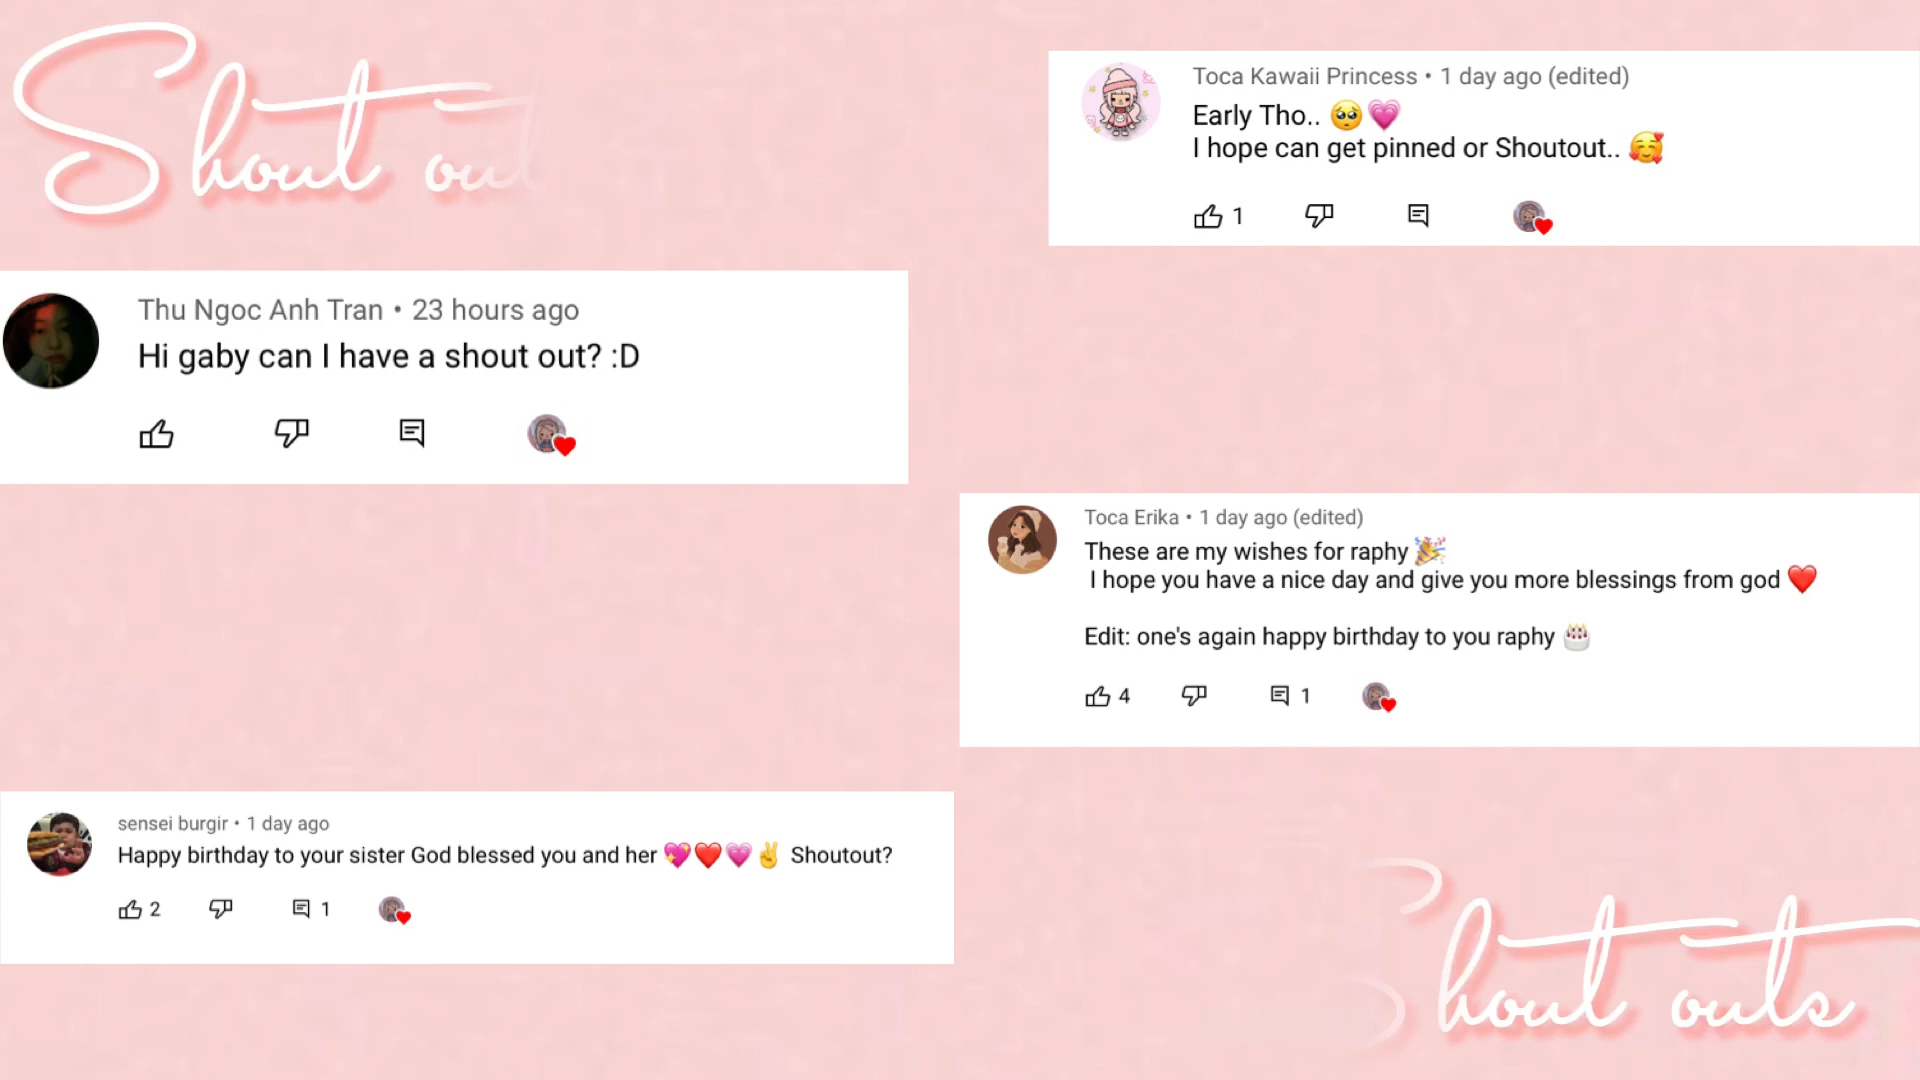 Shout out
Toca Kawaii Princess • 1 day ago (edited)
Early Tho.. 🥺💗
I hope can get pinned or Shoutout.. 🥰
1
Thu Ngoc Anh Tran • 23 hours ago
Hi gaby can I have a shout out? :D
Toca Erika • 1 day ago (edited)
These are my wishes for raphy 🎉
I hope you have a nice day and give you more blessings from god ❤️
Edit: one's again happy birthday to you raphy 🎂
4 1
sensei burgir • 1 day ago
Happy birthday to your sister God blessed you and her 💖❤️💗✌️ Shoutout?
2 1
Shout outs